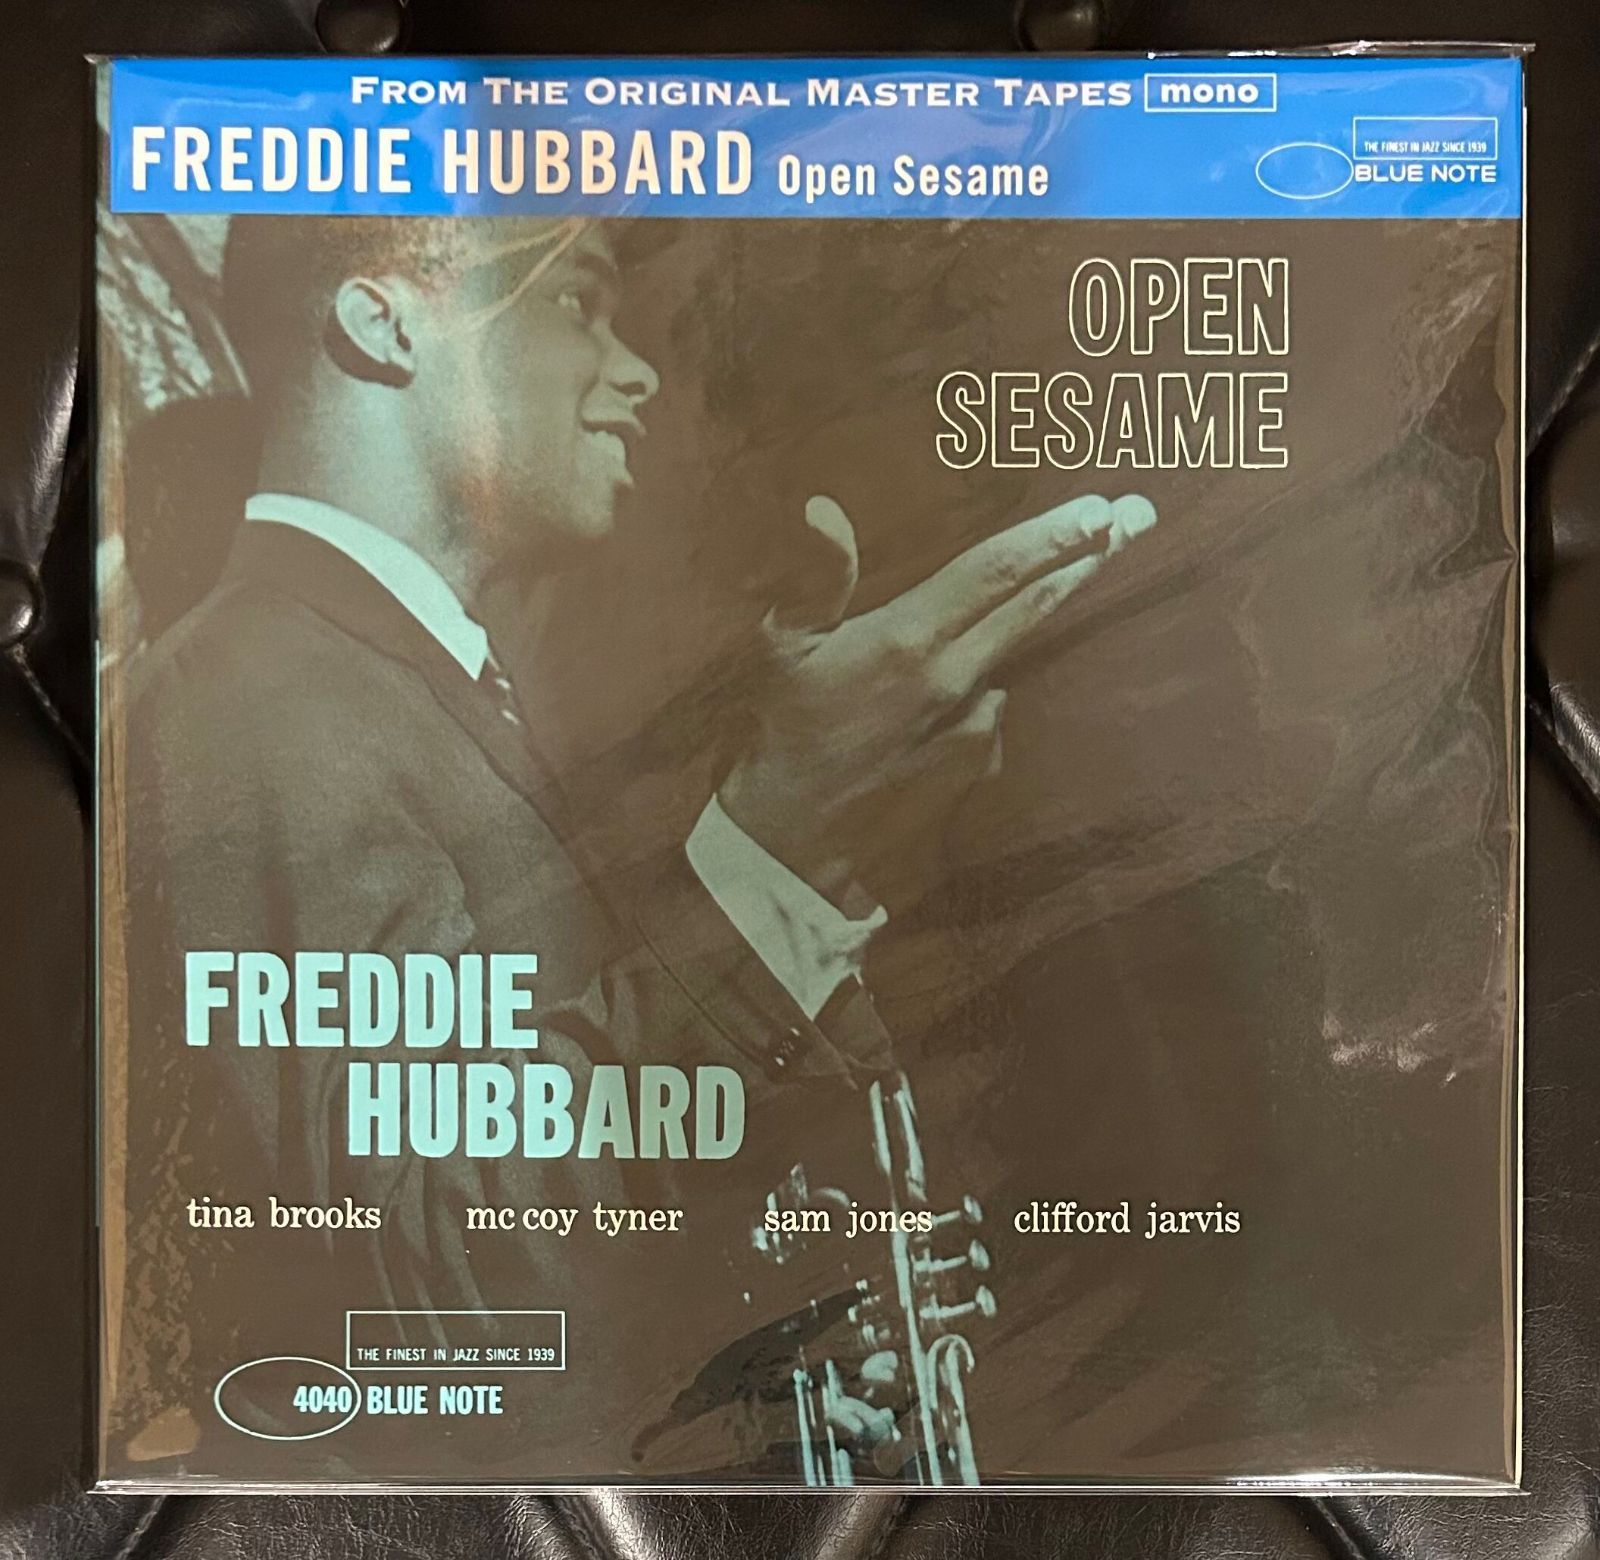 FROM THE ORIGINAL MASTER TAPES mono
FREDDIE HUBBARD Open Sesame
THE FINEST IN JAZZ SINCE 1939
BLUE NOTE
OPEN
SESAME
FREDDIE
HUBBARD
tina brooks mc coy tyner sam jones clifford jarvis
THE FINEST IN JAZZ SINCE 1939
4040 BLUE NOTE